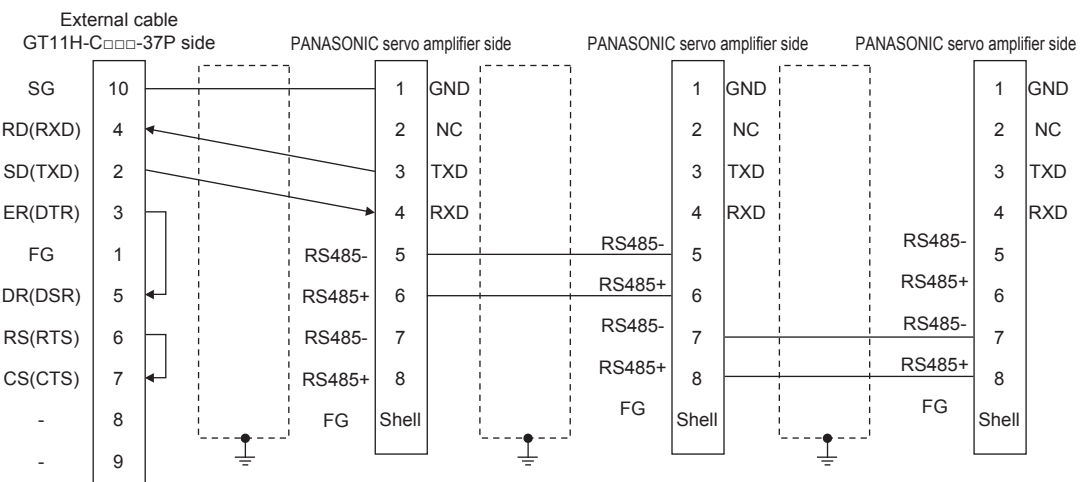 External cable
GT11H-C□□□-37P side
PANASONIC servo amplifier side
PANASONIC servo amplifier side
PANASONIC servo amplifier side
SG 10 1 GND 1 GND 1 GND
RD(RXD) 4 2 NC 2 NC 2 NC
SD(TXD) 2 3 TXD 3 TXD 3 TXD
ER(DTR) 3 4 RXD 4 RXD 4 RXD
FG 1 RS485- 5 RS485- 5 RS485- 5
DR(DSR) 5 RS485+ 6 RS485+ 6 RS485+ 6
RS(RTS) 6 RS485- 7 RS485- 7 RS485- 7
CS(CTS) 7 RS485+ 8 RS485+ 8 RS485+ 8
- 8 FG Shell FG Shell FG Shell
- 9